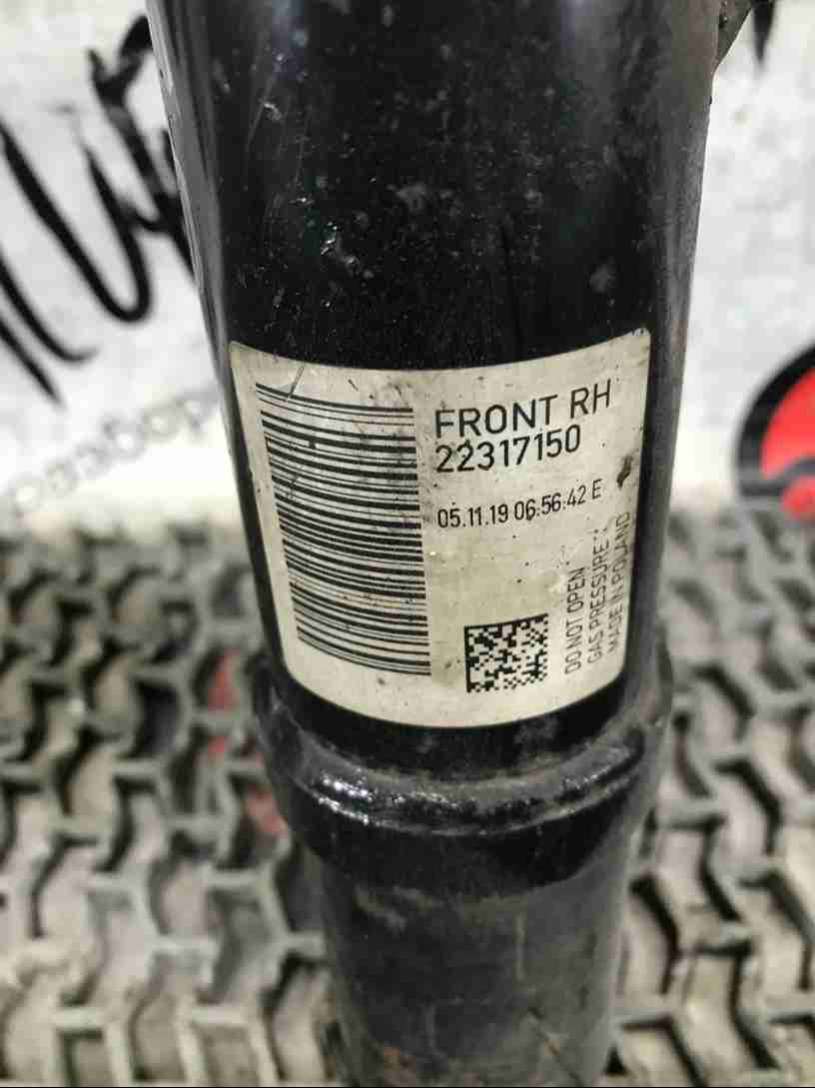 FRONT RH
22317150
05.11.19 06:56:42 E
DO NOT OPEN
GAS PRESSURE !
MADE IN POLAND